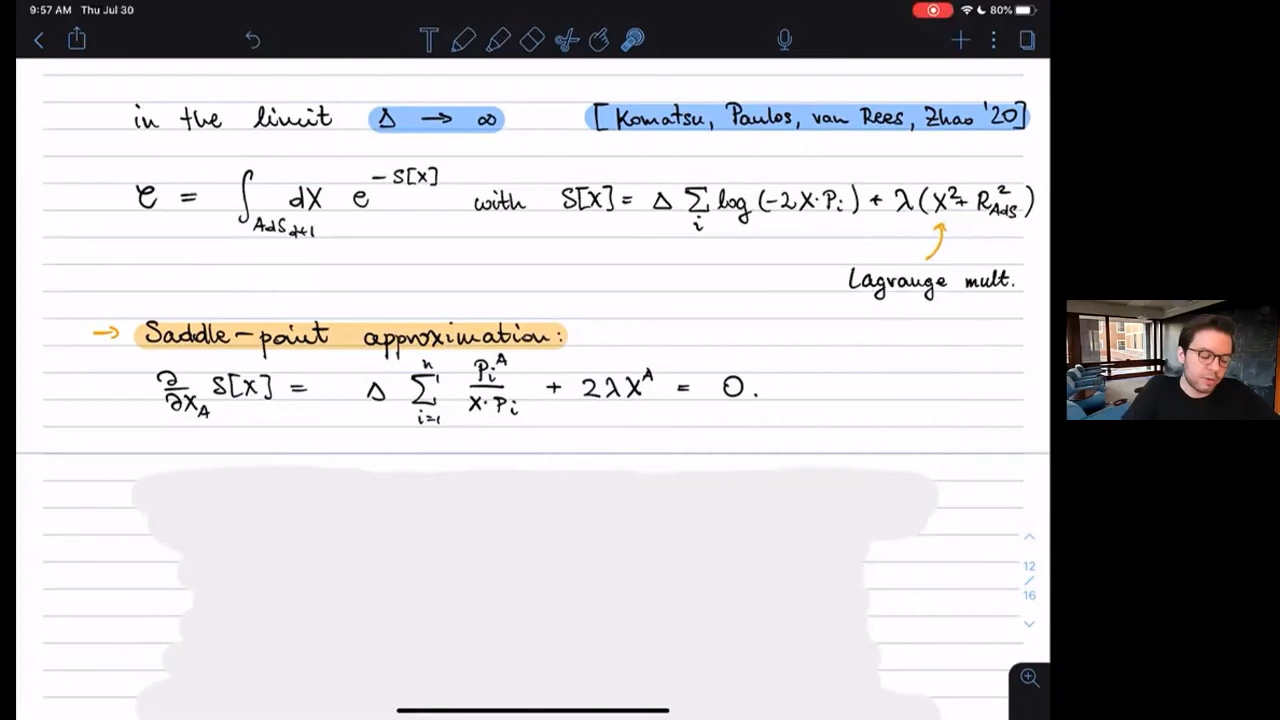 9:57 AM Thu Jul 30 80%
in the limit Δ → ∞ [Komatsu, Paulos, van Rees, Zhao '20]
𝒞 = ∫_{AdS_{d+1}} dX e^{-S[X]} with S[X] = Δ Σ_i log(-2X·P_i) + λ(X²+ R²_{AdS})
Lagrange mult.
→ Saddle-point approximation:
∂/∂X_A S[X] = Δ Σ_{i=1}^{n} P_i^A / X·P_i + 2λX^A = 0.
12
/
16